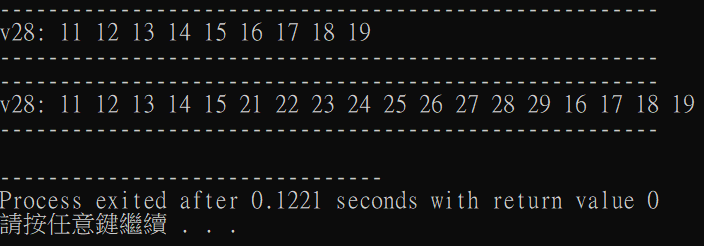 -------------------------------------------------------
v28: 11 12 13 14 15 16 17 18 19
-------------------------------------------------------
-------------------------------------------------------
v28: 11 12 13 14 15 21 22 23 24 25 26 27 28 29 16 17 18 19
-------------------------------------------------------
--------------------------------
Process exited after 0.1221 seconds with return value 0
請按任意鍵繼續 . . .